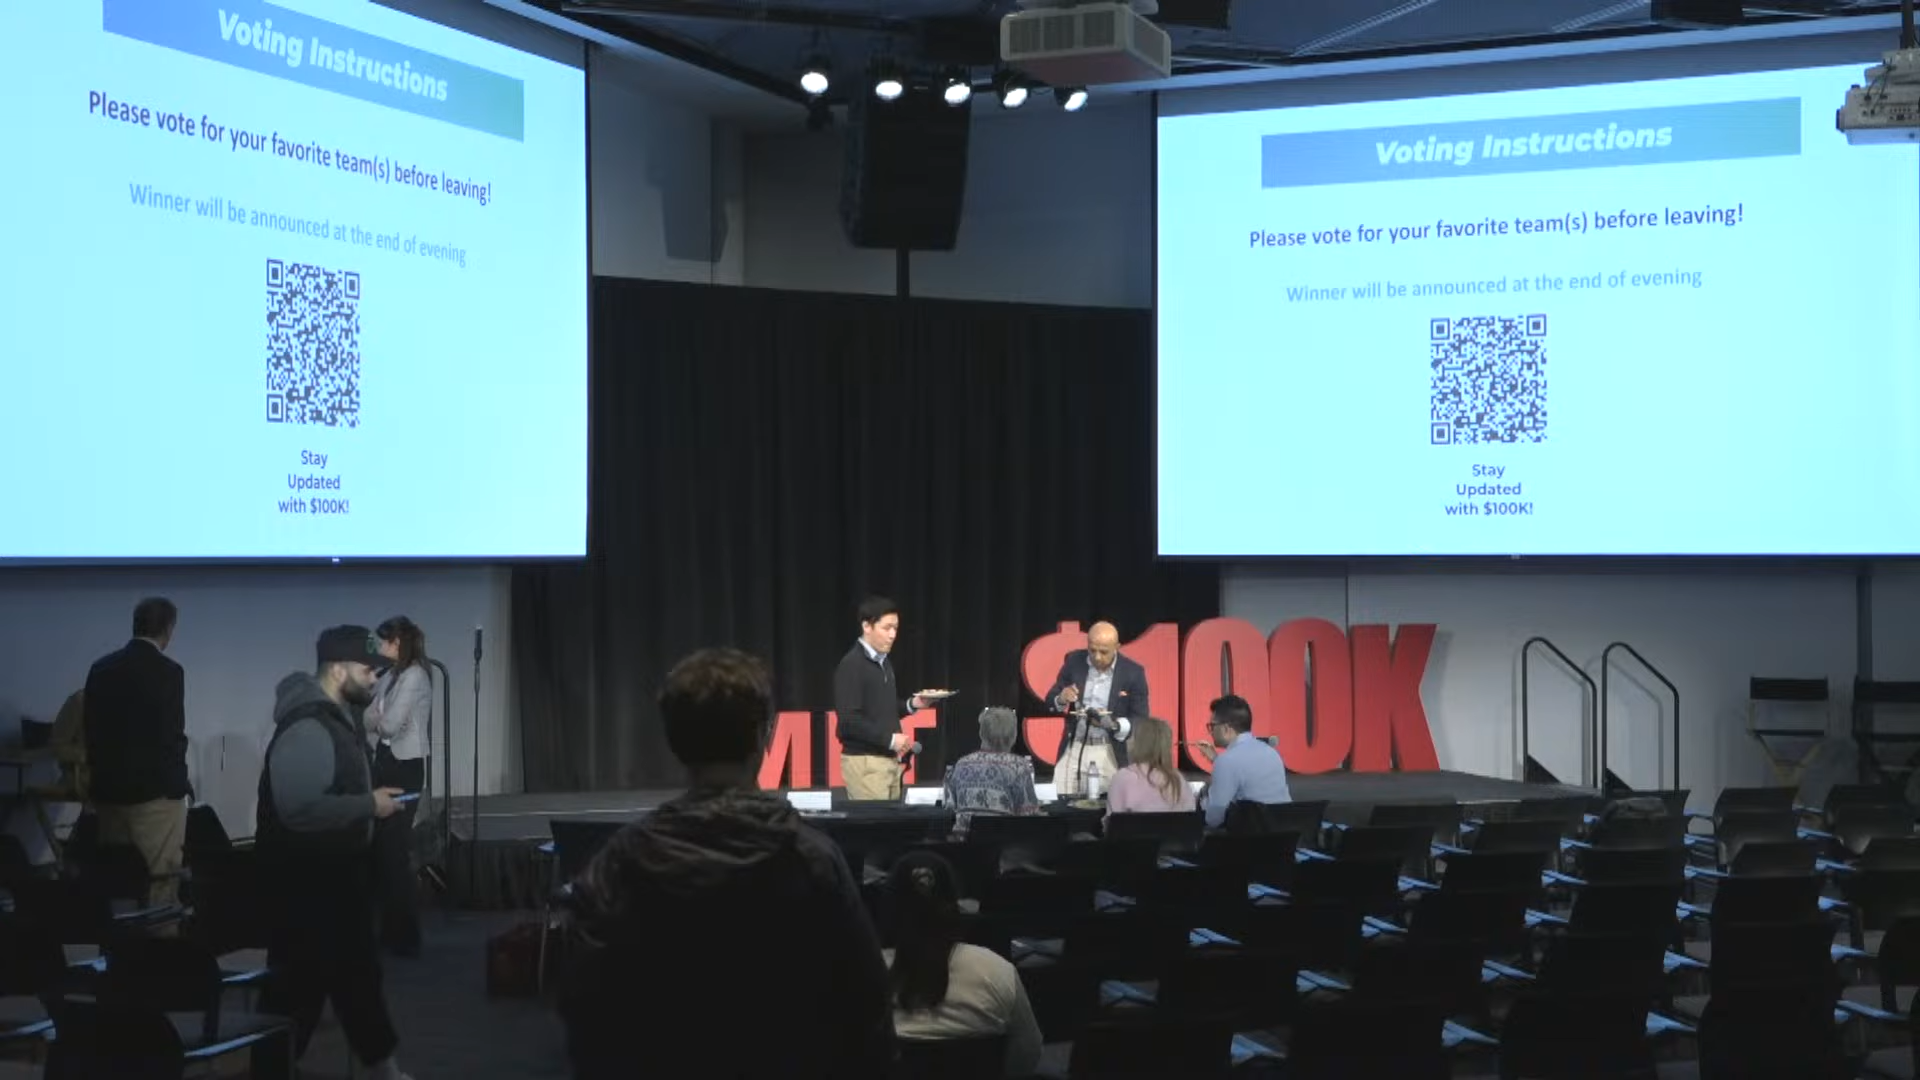 Voting Instructions
Please vote for your favorite team(s) before leaving!
Winner will be announced at the end of evening
Stay
Updated
with $100K!
Voting Instructions
Please vote for your favorite team(s) before leaving!
Winner will be announced at the end of evening
Stay
Updated
with $100K!
MIT $100K